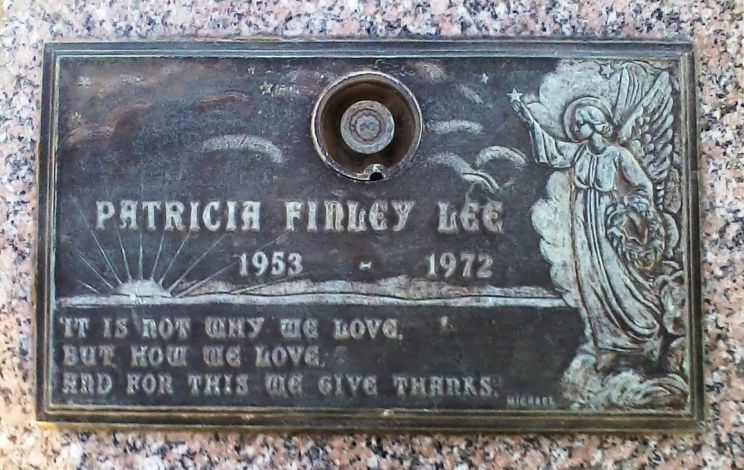 PATRICIA FINLEY LEE
1953 - 1972
"IT IS NOT WHY WE LOVE,
BUT HOW WE LOVE,
AND FOR THIS WE GIVE THANKS."
MICHAEL